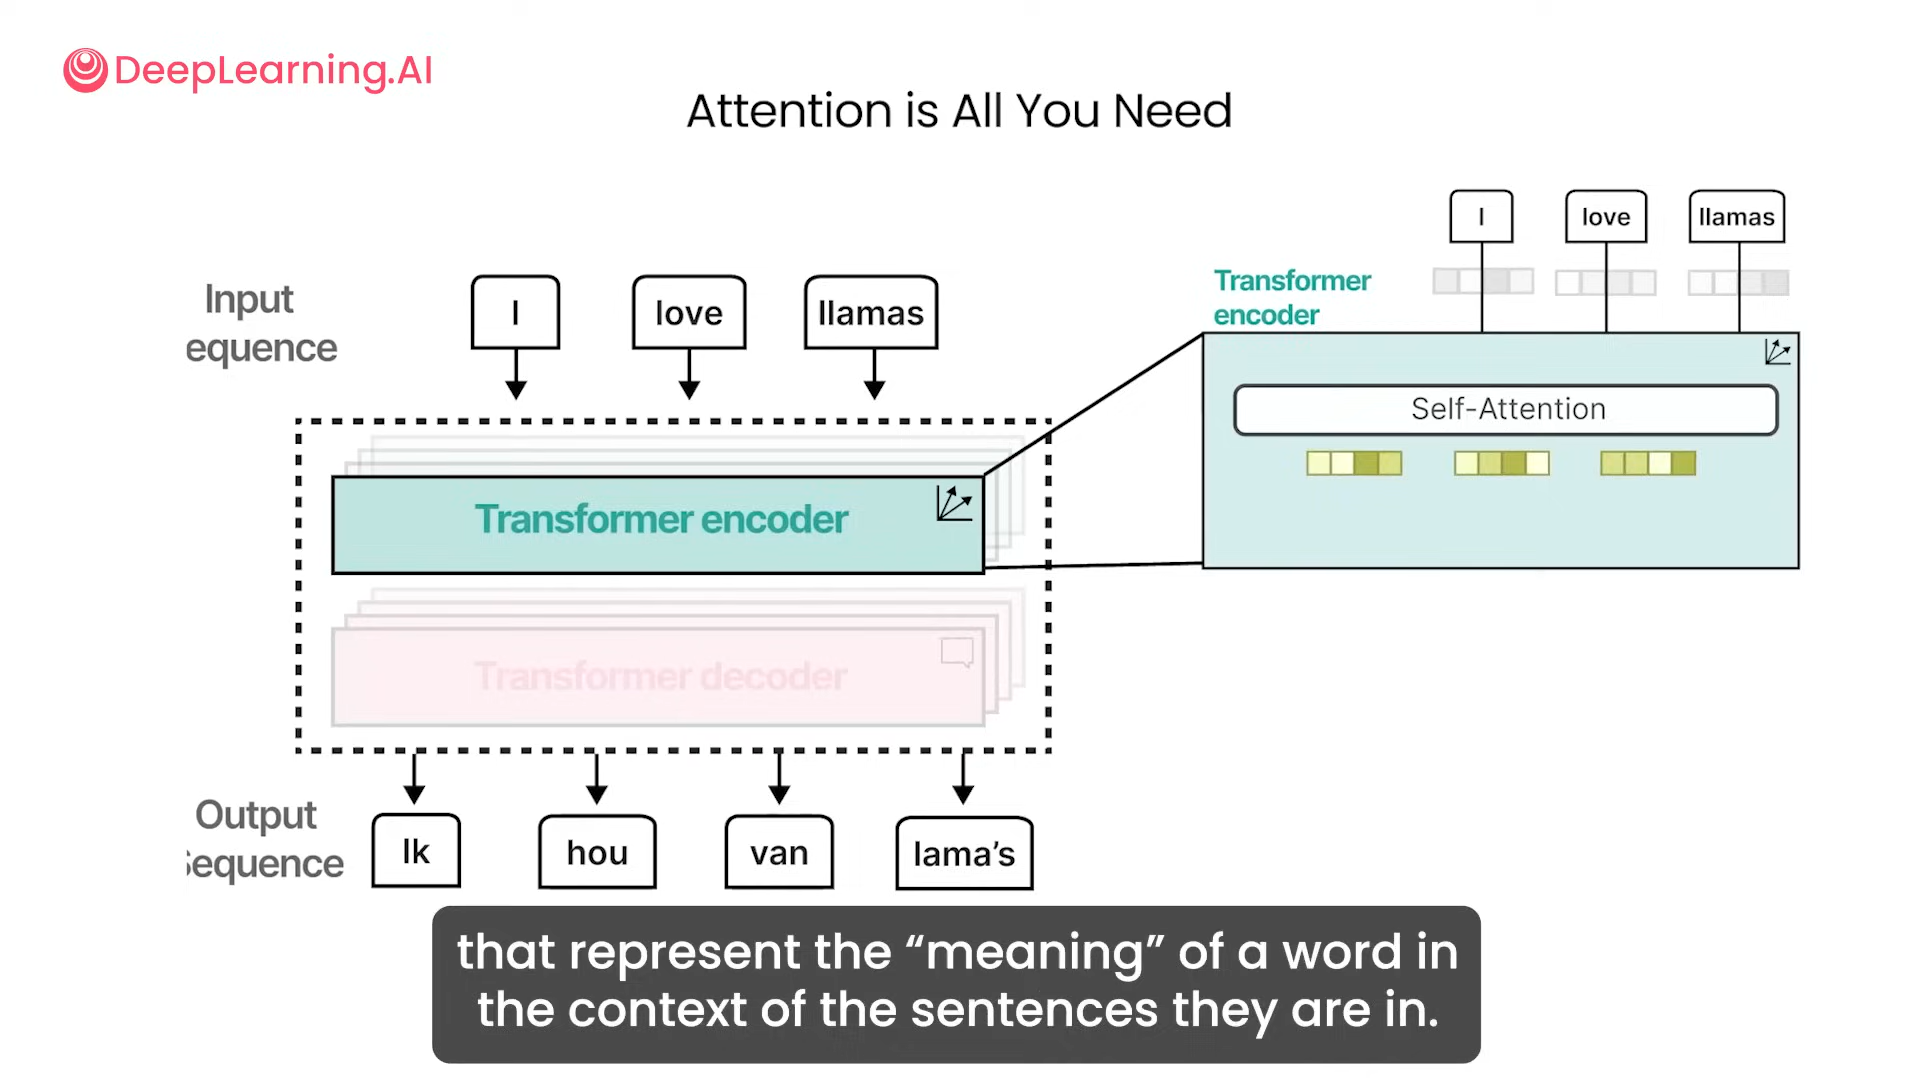 DeepLearning.AI
Attention is All You Need
Input
equence
I
love
llamas
Transformer encoder
Transformer decoder
Output
Sequence
Ik
hou
van
lama's
I
love
llamas
Transformer
encoder
Self-Attention
that represent the “meaning” of a word in
the context of the sentences they are in.